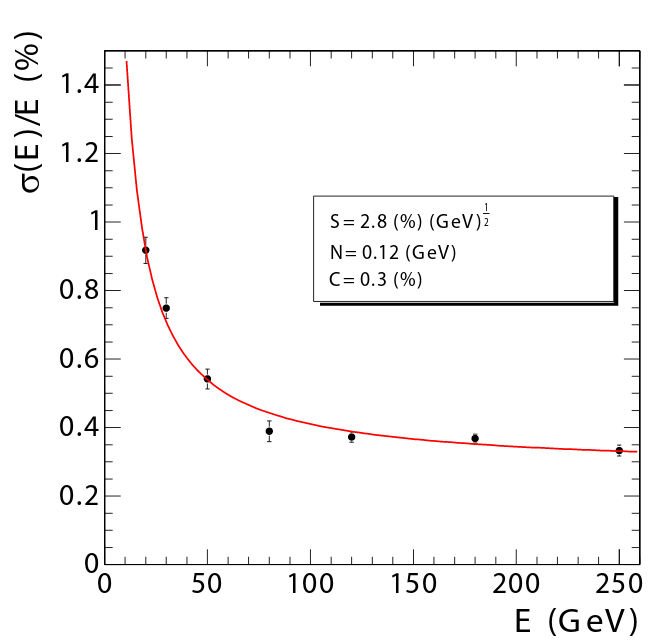 σ(E)/E (%)
1.4
1.2
1
0.8
0.6
0.4
0.2
0
S = 2.8 (%) (GeV)^{1/2}
N= 0.12 (GeV)
C= 0.3 (%)
0 50 100 150 200 250
E (GeV)